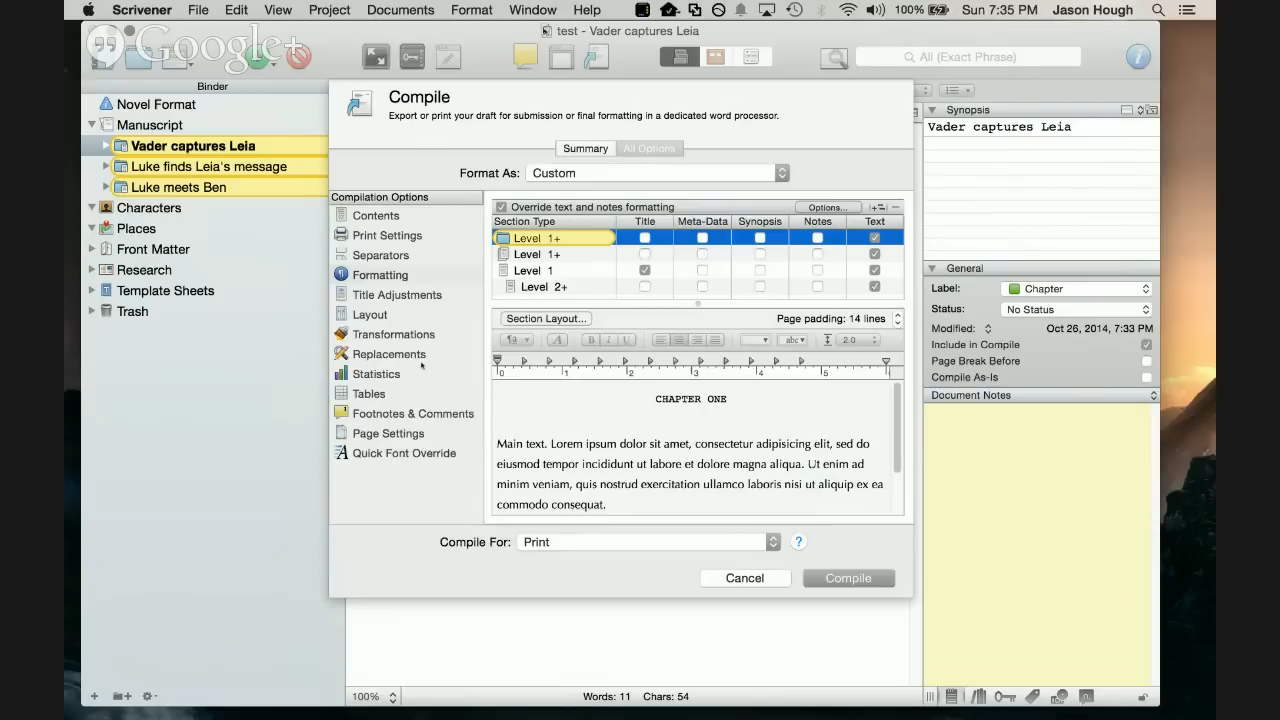 Scrivener File Edit View Project Documents Format Window Help 100% Sun 7:35 PM Jason Hough
test - Vader captures Leia
Google+
All (Exact Phrase)
Binder
Novel Format
Manuscript
Vader captures Leia
Luke finds Leia's message
Luke meets Ben
Characters
Places
Front Matter
Research
Template Sheets
Trash
Compile
Export or print your draft for submission or final formatting in a dedicated word processor.
Summary All Options
Format As: Custom
Compilation Options
Contents
Print Settings
Separators
Formatting
Title Adjustments
Layout
Transformations
Replacements
Statistics
Tables
Footnotes & Comments
Page Settings
Quick Font Override
Override text and notes formatting Options...
Section Type Title Meta-Data Synopsis Notes Text
Level 1+
Level 1+
Level 1
Level 2+
Section Layout... Page padding: 14 lines
¶a A B I U abc 2.0
0 1 2 3 4 5 6
CHAPTER ONE
Main text. Lorem ipsum dolor sit amet, consectetur adipisicing elit, sed do
eiusmod tempor incididunt ut labore et dolore magna aliqua. Ut enim ad
minim veniam, quis nostrud exercitation ullamco laboris nisi ut aliquip ex ea
commodo consequat.
Compile For: Print ?
Cancel Compile
Synopsis
Vader captures Leia
General
Label: Chapter
Status: No Status
Modified: Oct 26, 2014, 7:33 PM
Include in Compile
Page Break Before
Compile As-Is
Document Notes
100% Words: 11 Chars: 54